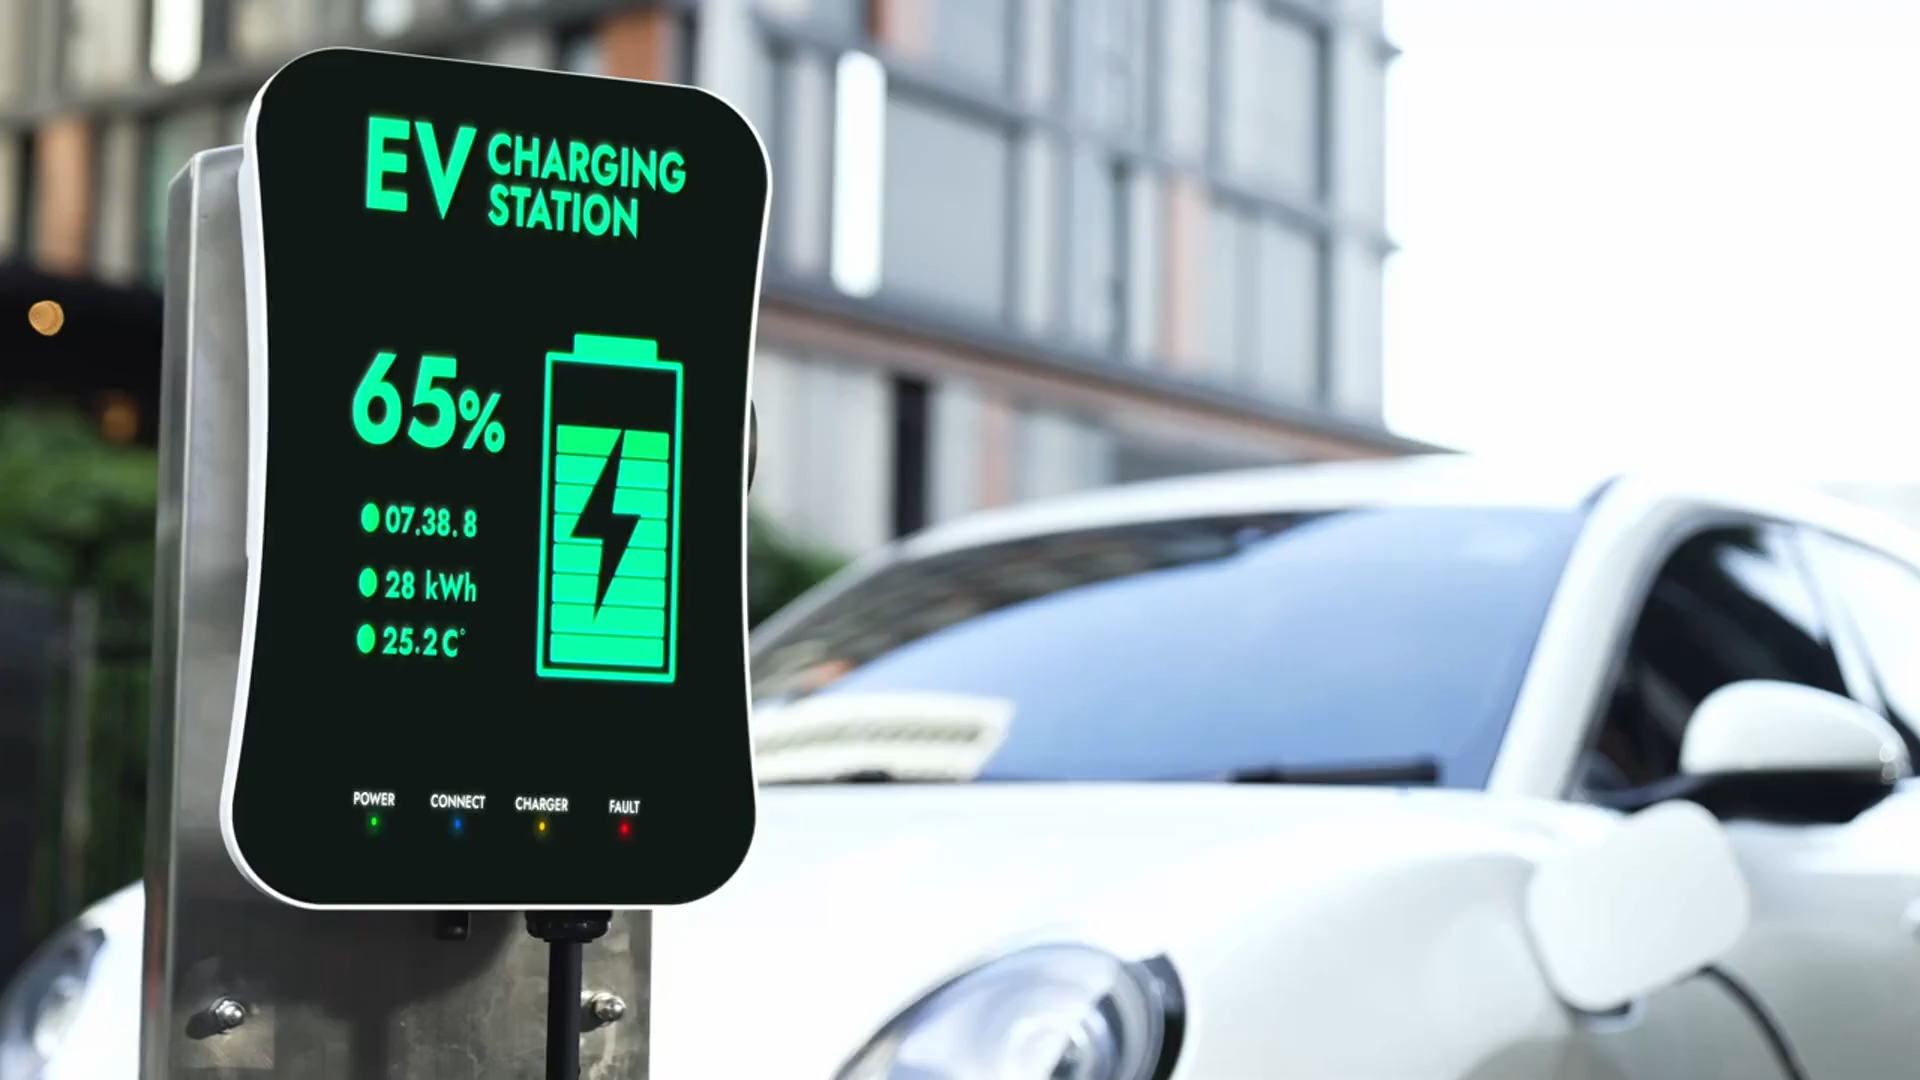 EV CHARGING
STATION
65%
07.38.8
28 kWh
25.2C°
POWER CONNECT CHARGER FAULT